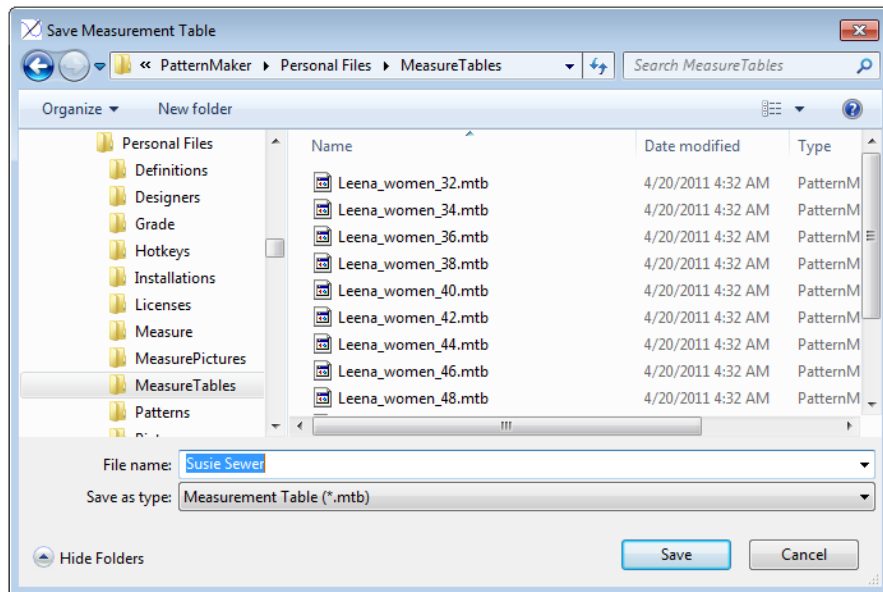 Save Measurement Table
« PatternMaker ▸ Personal Files ▸ MeasureTables
Search MeasureTables
Organize ▾ New folder
Personal Files
Definitions
Designers
Grade
Hotkeys
Installations
Licenses
Measure
MeasurePictures
MeasureTables
Patterns
Name Date modified Type
Leena_women_32.mtb 4/20/2011 4:32 AM PatternM
Leena_women_34.mtb 4/20/2011 4:32 AM PatternM
Leena_women_36.mtb 4/20/2011 4:32 AM PatternM
Leena_women_38.mtb 4/20/2011 4:32 AM PatternM
Leena_women_40.mtb 4/20/2011 4:32 AM PatternM
Leena_women_42.mtb 4/20/2011 4:32 AM PatternM
Leena_women_44.mtb 4/20/2011 4:32 AM PatternM
Leena_women_46.mtb 4/20/2011 4:32 AM PatternM
Leena_women_48.mtb 4/20/2011 4:32 AM PatternM
File name: Susie Sewer
Save as type: Measurement Table (*.mtb)
Hide Folders
Save Cancel